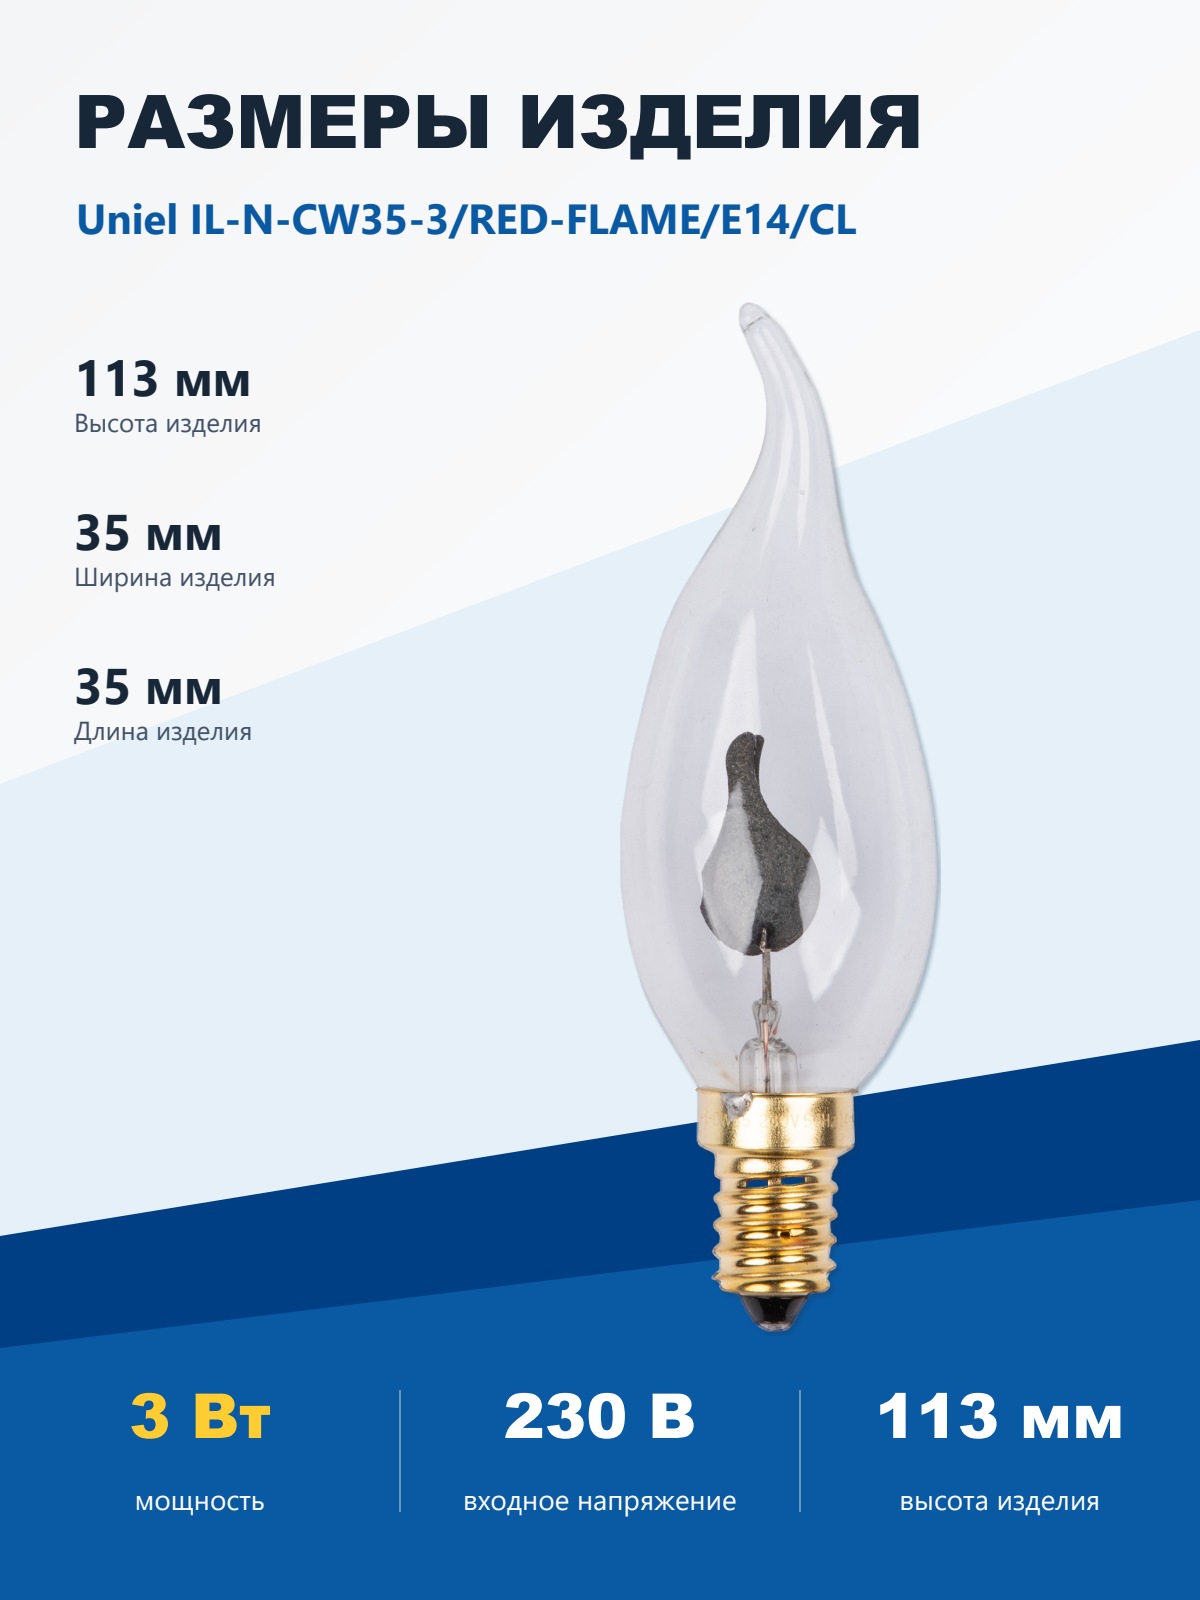 РАЗМЕРЫ ИЗДЕЛИЯ
Uniel IL-N-CW35-3/RED-FLAME/E14/CL
113 мм
Высота изделия
35 мм
Ширина изделия
35 мм
Длина изделия
3 Вт
мощность
230 В
входное напряжение
113 мм
высота изделия